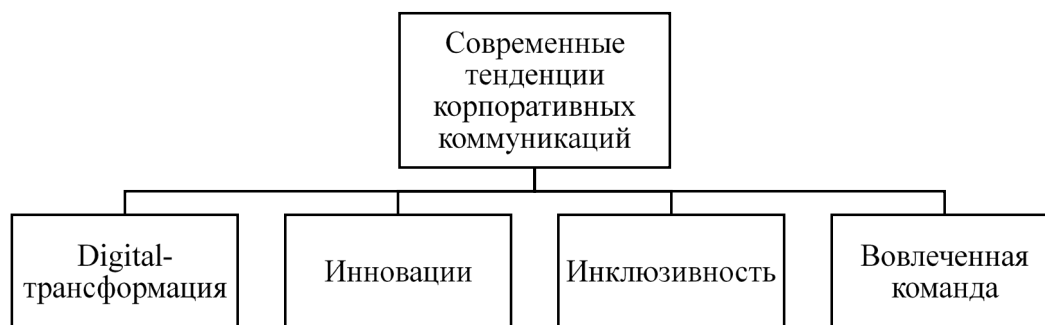 Современные
тенденции
корпоративных
коммуникаций
Digital-
трансформация
Инновации
Инклюзивность
Вовлеченная
команда